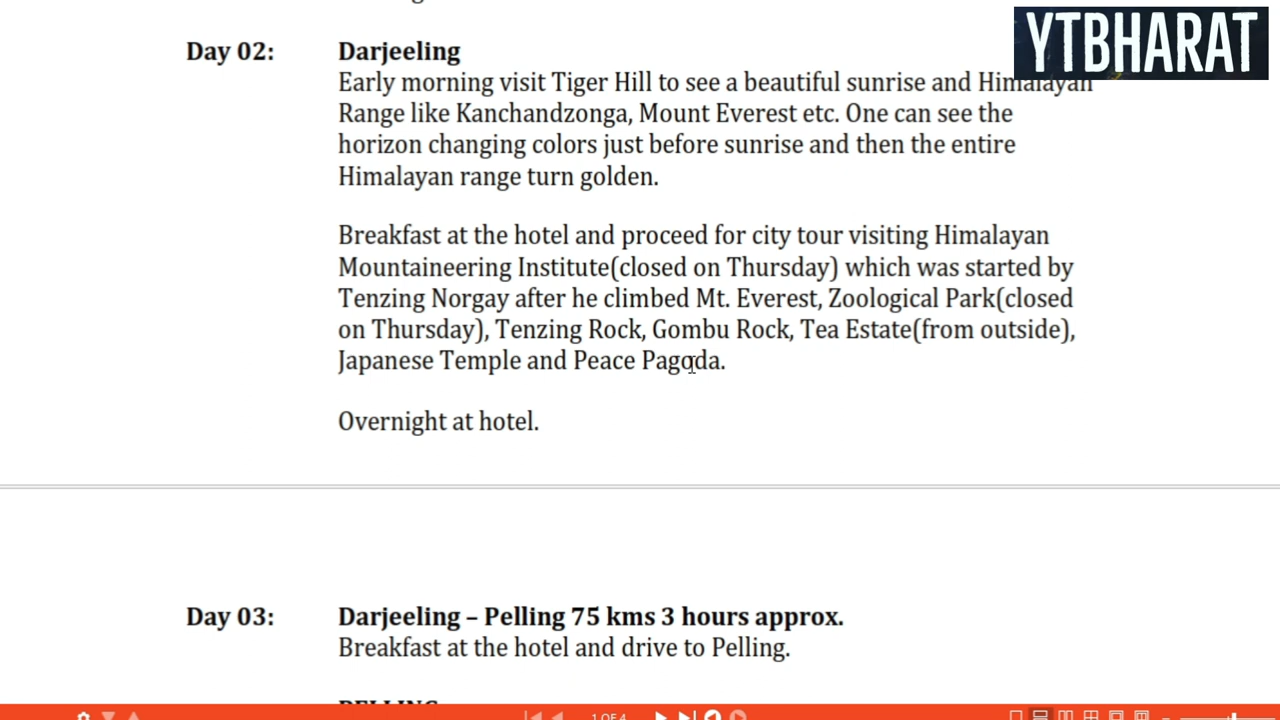 YTBHARAT
Day 02: Darjeeling
Early morning visit Tiger Hill to see a beautiful sunrise and Himalayan
Range like Kanchandzonga, Mount Everest etc. One can see the
horizon changing colors just before sunrise and then the entire
Himalayan range turn golden.
Breakfast at the hotel and proceed for city tour visiting Himalayan
Mountaineering Institute(closed on Thursday) which was started by
Tenzing Norgay after he climbed Mt. Everest, Zoological Park(closed
on Thursday), Tenzing Rock, Gombu Rock, Tea Estate(from outside),
Japanese Temple and Peace Pagoda.
Overnight at hotel.
Day 03: Darjeeling – Pelling 75 kms 3 hours approx.
Breakfast at the hotel and drive to Pelling.
PELLING
1 OF 4